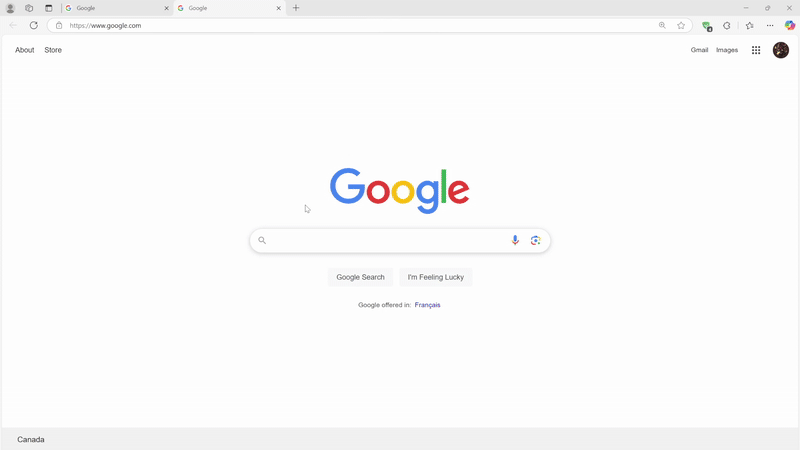 Google
Google
https://www.google.com
4
About
Store
Gmail
Images
Google
Google Search
I'm Feeling Lucky
Google offered in: Français
Canada